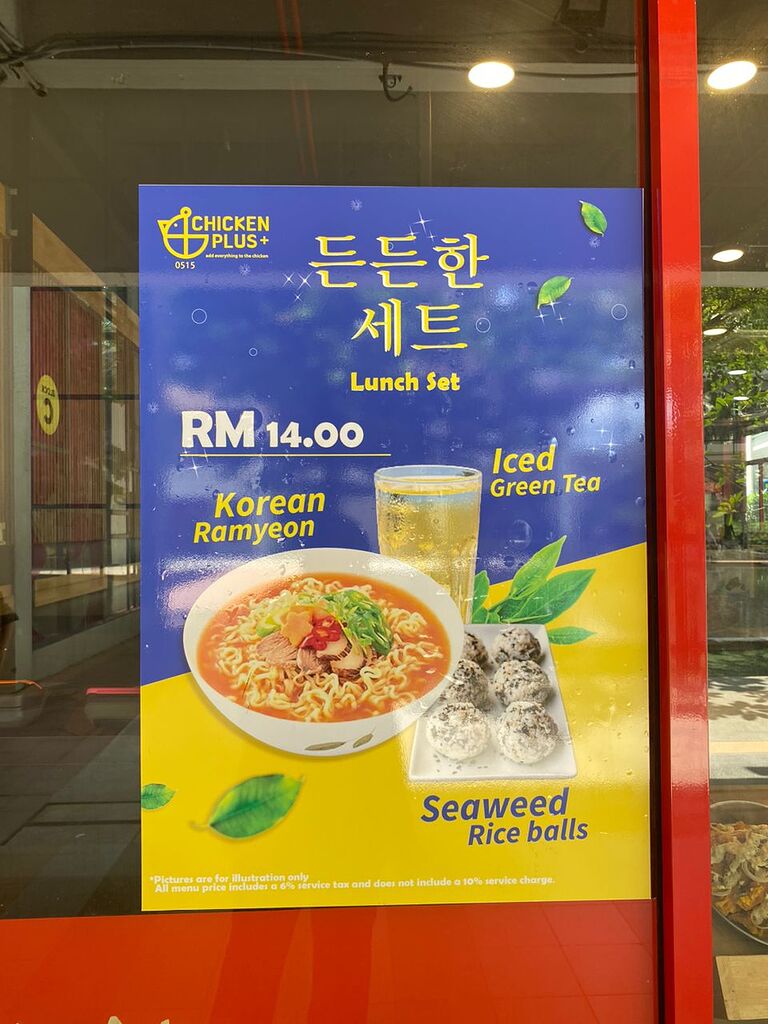 CHICKEN
PLUS+
add everything to the chicken
0515
든든한
세트
Lunch Set
RM 14.00
Iced
Green Tea
Korean
Ramyeon
Seaweed
Rice balls
*Pictures are for illustration only
All menu price includes a 6% service tax and does not include a 10% service charge.
BLOCK
C